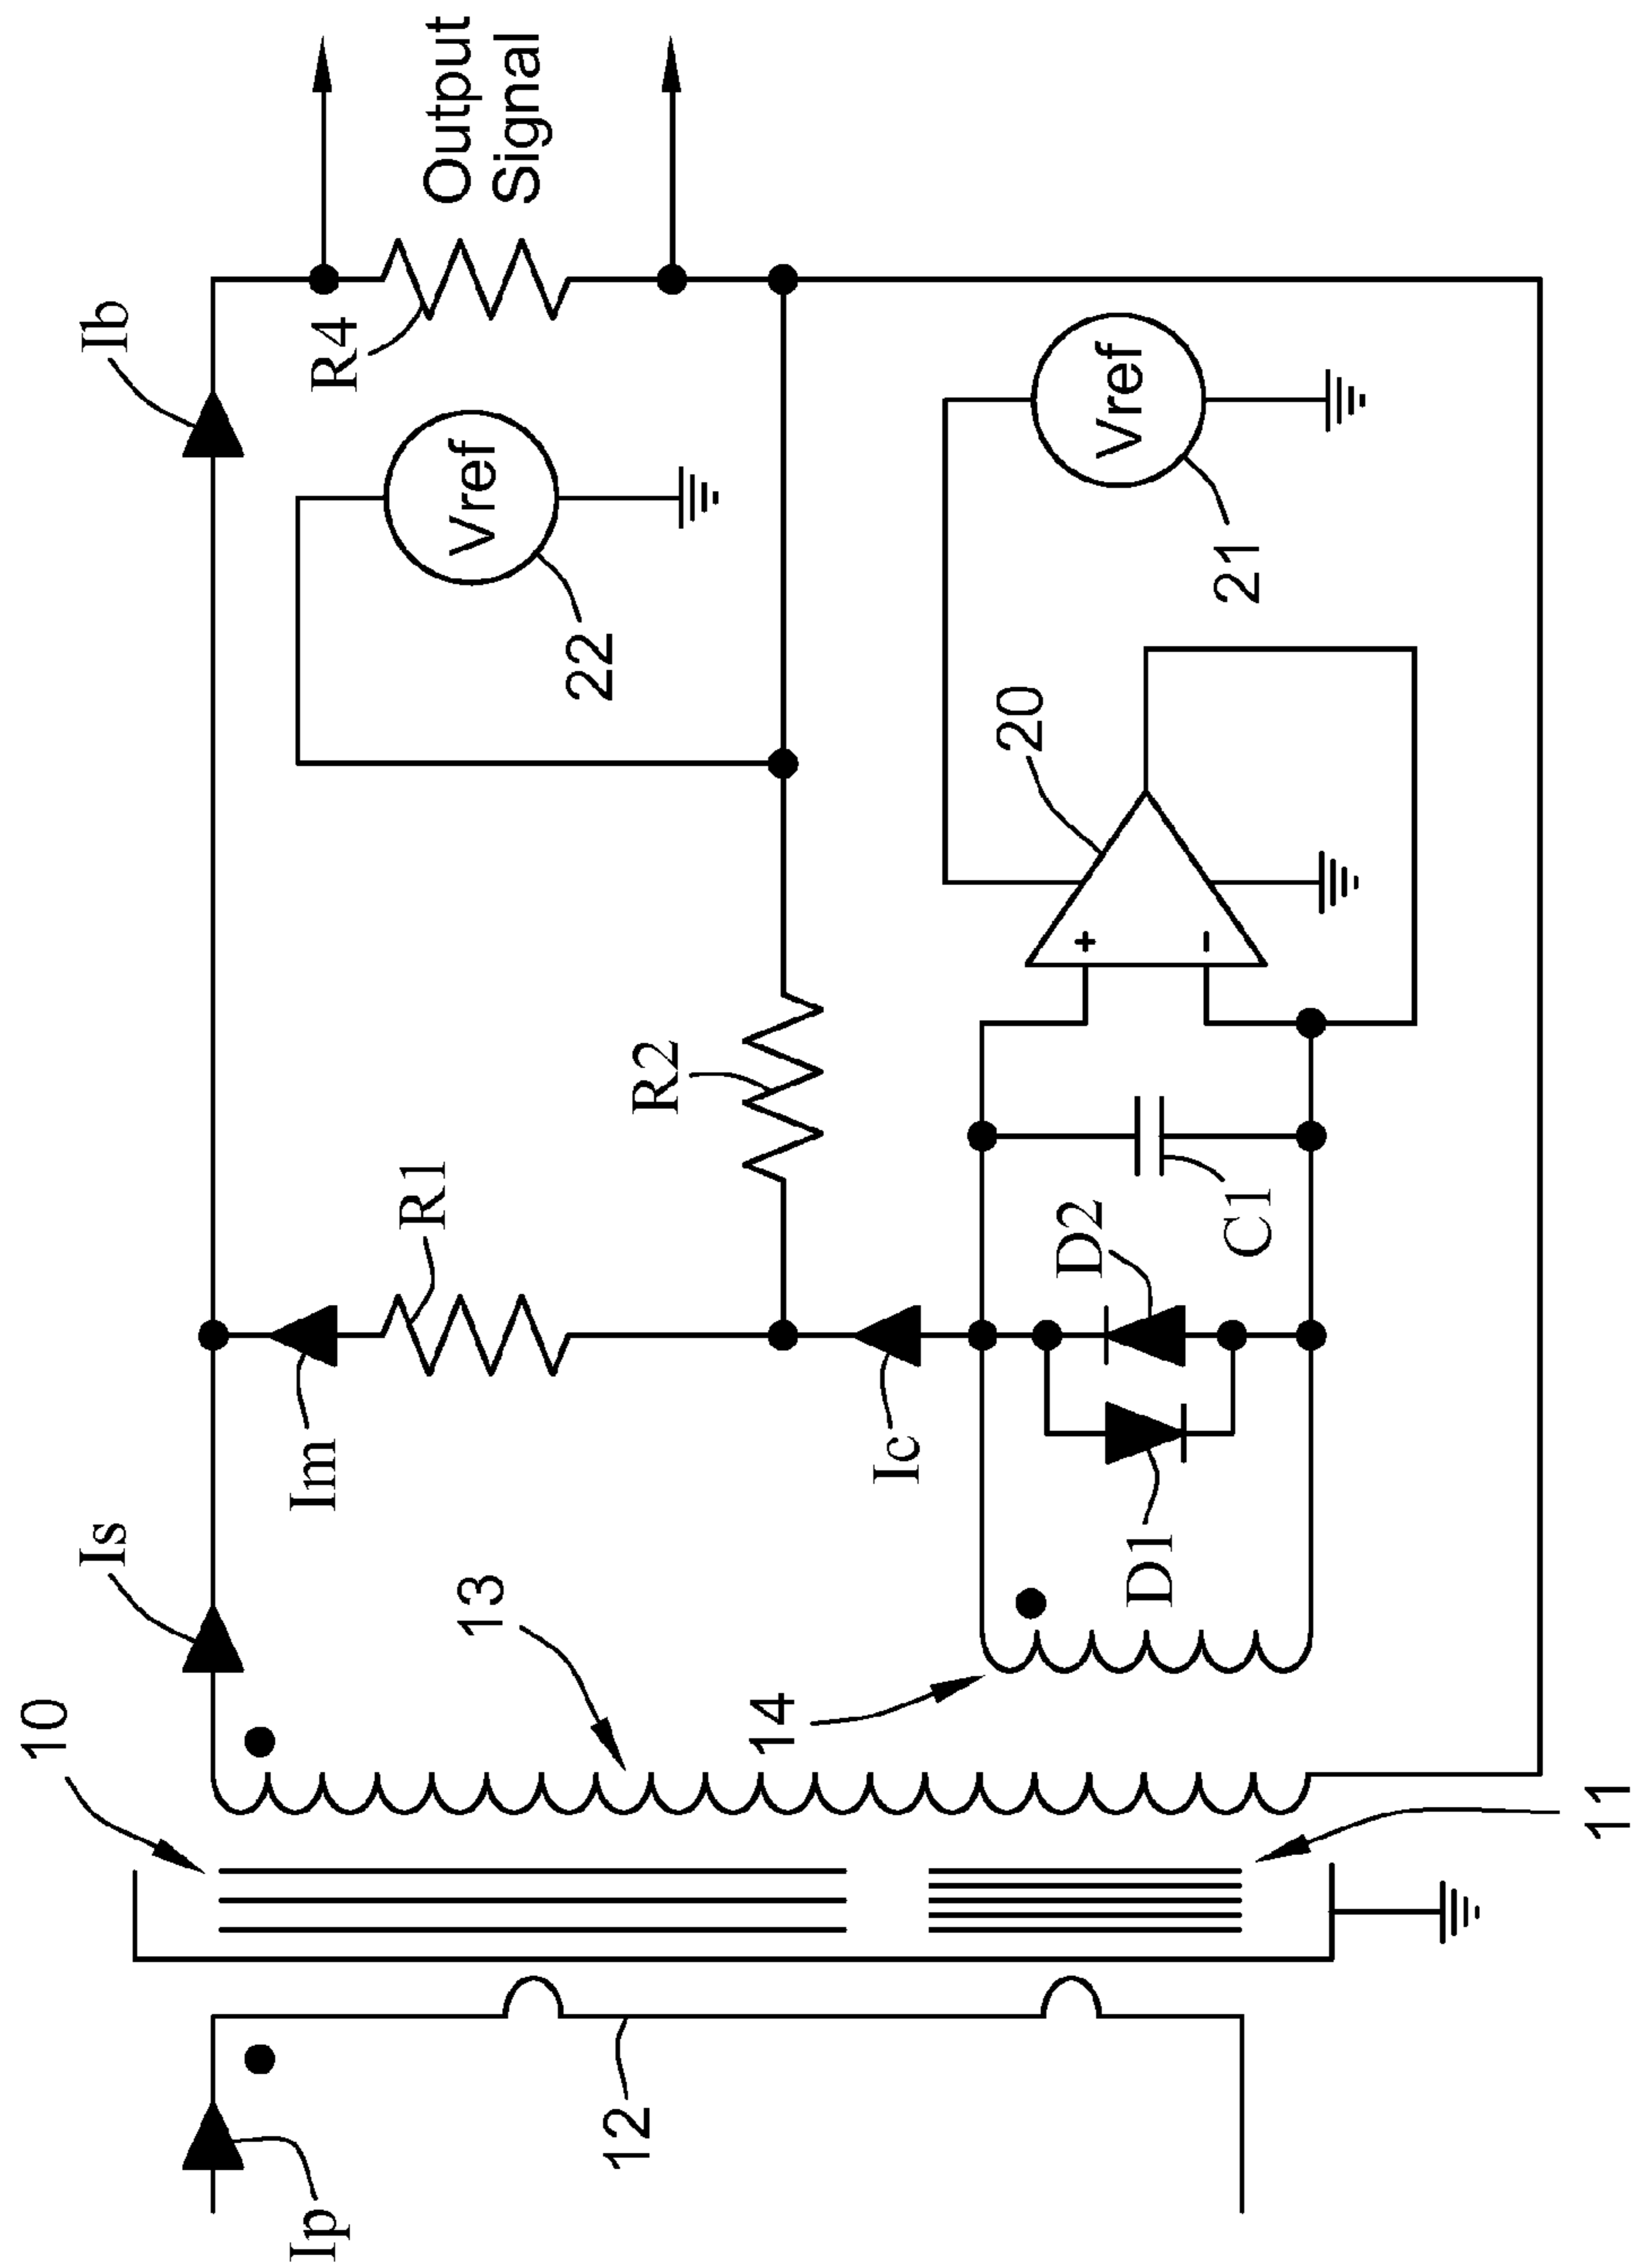 10
Is
Ib
Ip
Im
R4
R1
Output
Signal
Vref
13
22
12
R2
14
Ic
20
D2
+
Vref
D1
-
21
C1
11